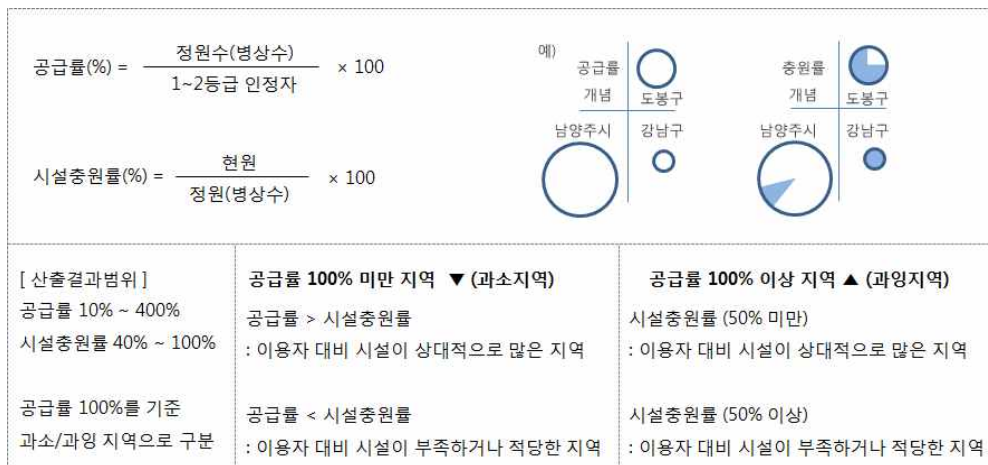 공급률(%) = 정원수(병상수) / 1~2등급 인정자 × 100
예)
공급률
개념
도봉구
남양주시
강남구
충원률
개념
도봉구
남양주시
강남구
시설충원률(%) = 현원 / 정원(병상수) × 100
[ 산출결과범위 ]
공급률 10% ~ 400%
시설충원률 40% ~ 100%
공급률 100%를 기준
과소/과잉 지역으로 구분
공급률 100% 미만 지역 ▼ (과소지역)
공급률 > 시설충원률
: 이용자 대비 시설이 상대적으로 많은 지역
공급률 < 시설충원률
: 이용자 대비 시설이 부족하거나 적당한 지역
공급률 100% 이상 지역 ▲ (과잉지역)
시설충원률 (50% 미만)
: 이용자 대비 시설이 상대적으로 많은 지역
시설충원률 (50% 이상)
: 이용자 대비 시설이 부족하거나 적당한 지역